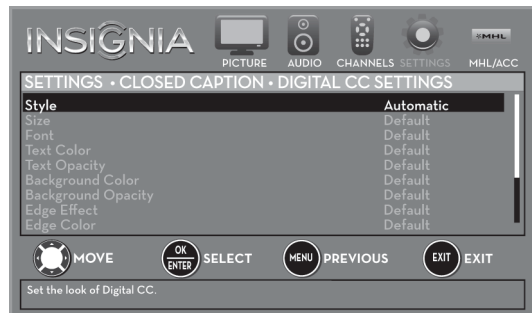 INSIGNIA
PICTURE AUDIO CHANNELS SETTINGS MHL MHL/ACC
SETTINGS • CLOSED CAPTION • DIGITAL CC SETTINGS
Style Automatic
Size Default
Font Default
Text Color Default
Text Opacity Default
Background Color Default
Background Opacity Default
Edge Effect Default
Edge Color Default
MOVE OK ENTER SELECT MENU PREVIOUS EXIT EXIT
Set the look of Digital CC.